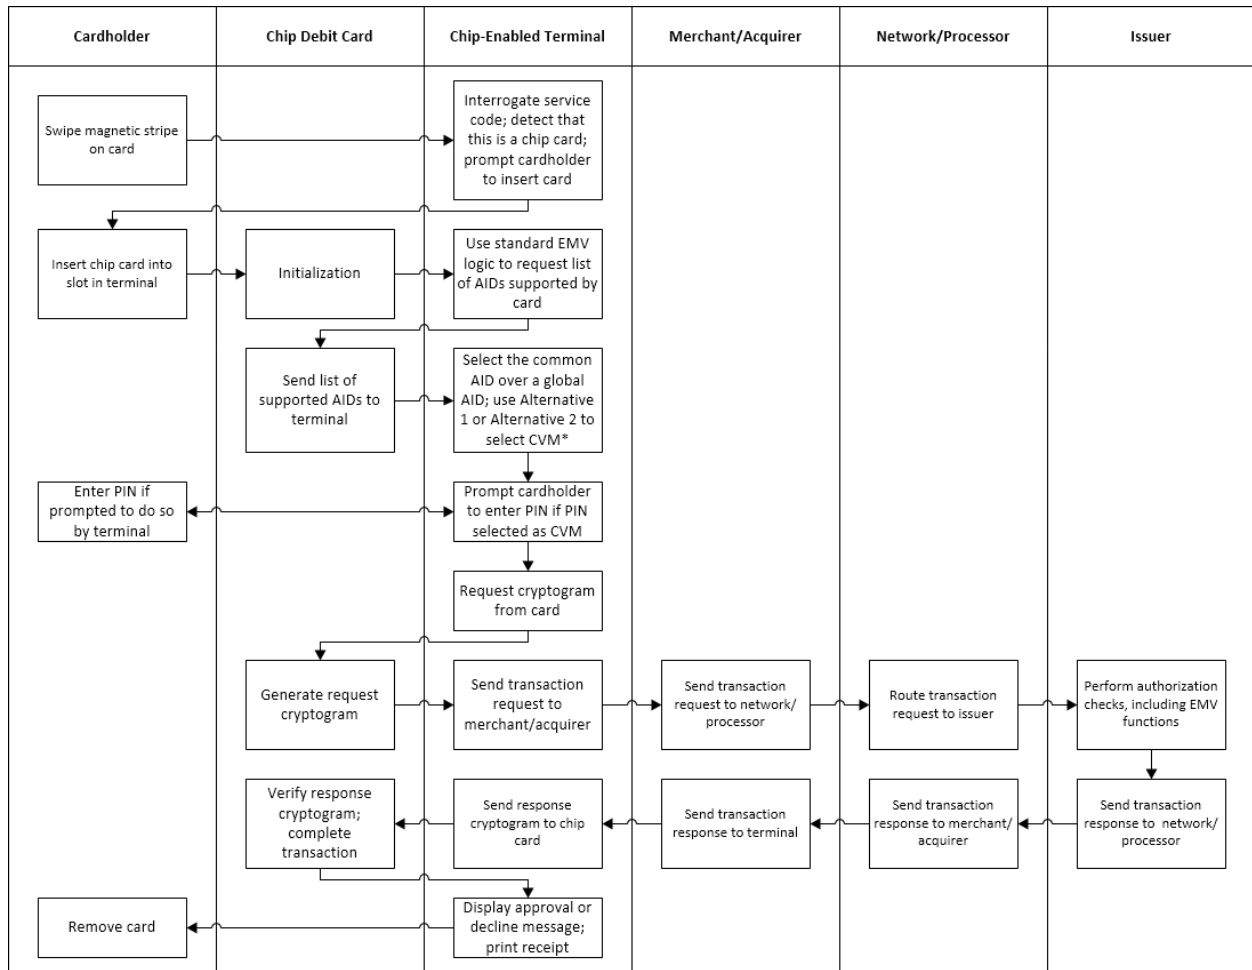 Cardholder
Chip Debit Card
Chip-Enabled Terminal
Merchant/Acquirer
Network/Processor
Issuer
Swipe magnetic stripe
on card
Interrogate service
code; detect that
this is a chip card;
prompt cardholder
to insert card
Insert chip card into
slot in terminal
Initialization
Use standard EMV
logic to request list
of AIDs supported by
card
Send list of
supported AIDs to
terminal
Select the common
AID over a global
AID; use Alternative
1 or Alternative 2 to
select CVM*
Enter PIN if
prompted to do so
by terminal
Prompt cardholder
to enter PIN if PIN
selected as CVM
Request cryptogram
from card
Generate request
cryptogram
Send transaction
request to
merchant/acquirer
Send transaction
request to network/
processor
Route transaction
request to issuer
Perform authorization
checks, including EMV
functions
Verify response
cryptogram;
complete
transaction
Send response
cryptogram to chip
card
Send transaction
response to terminal
Send transaction
response to merchant/
acquirer
Send transaction
response to network/
processor
Remove card
Display approval or
decline message;
print receipt